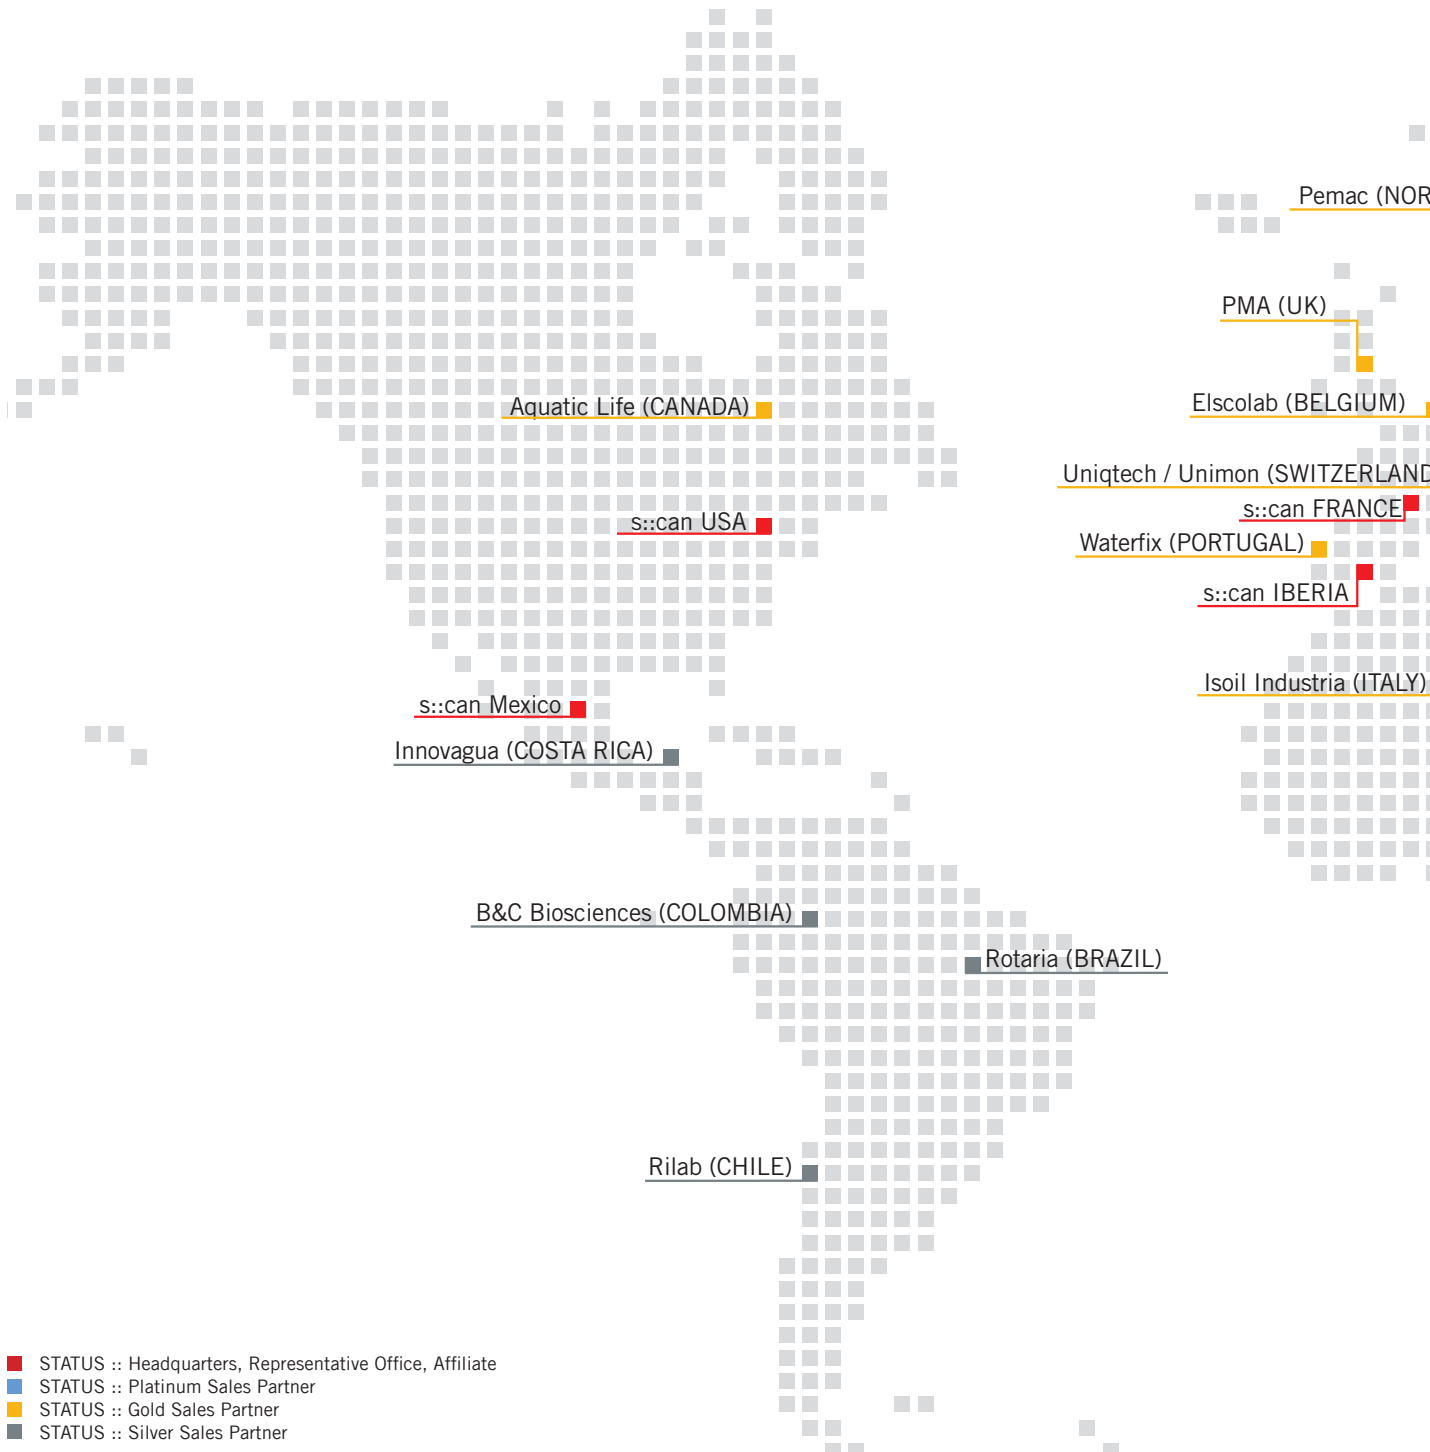 Pemac (NOR
PMA (UK)
Aquatic Life (CANADA)
Elscolab (BELGIUM)
Uniqtech / Unimon (SWITZERLAND
s::can FRANCE
s::can USA
Waterfix (PORTUGAL)
s::can IBERIA
Isoil Industria (ITALY)
s::can Mexico
Innovagua (COSTA RICA)
B&C Biosciences (COLOMBIA)
Rotaria (BRAZIL)
Rilab (CHILE)
STATUS :: Headquarters, Representative Office, Affiliate
STATUS :: Platinum Sales Partner
STATUS :: Gold Sales Partner
STATUS :: Silver Sales Partner